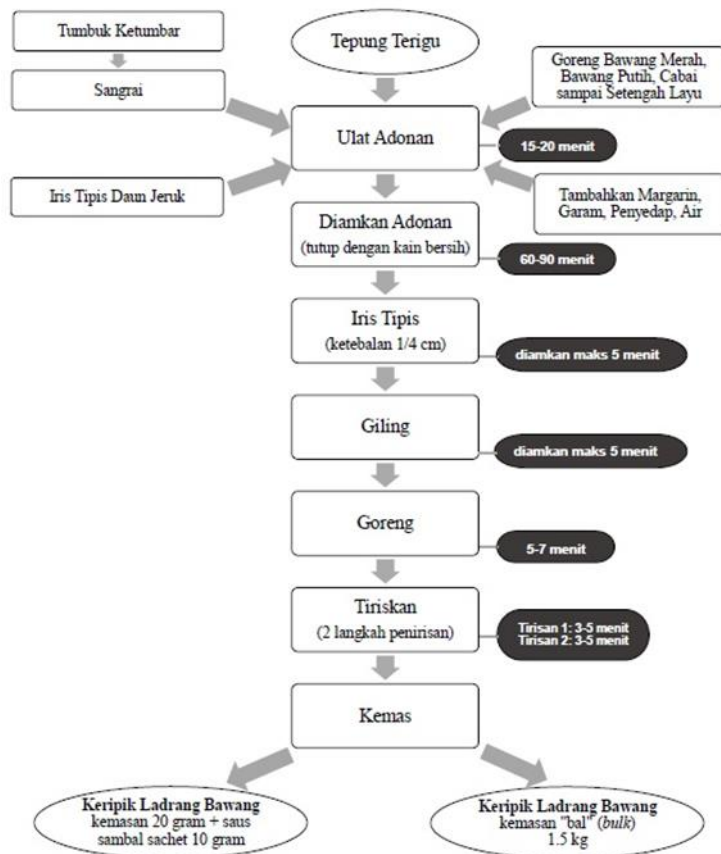 Tumbuk Ketumbar
Sangrai
Tepung Terigu
Goreng Bawang Merah,
Bawang Putih, Cabai
sampai Setengah Layu
Ulat Adonan
15-20 menit
Iris Tipis Daun Jeruk
Tambahkan Margarin,
Garam, Penyedap, Air
Diamkan Adonan
(tutup dengan kain bersih)
60-90 menit
Iris Tipis
(ketebalan 1/4 cm)
diamkan maks 5 menit
Giling
diamkan maks 5 menit
Goreng
5-7 menit
Tiriskan
(2 langkah penirisan)
Tirisan 1: 3-5 menit
Tirisan 2: 3-5 menit
Kemas
Keripik Ladrang Bawang
kemasan 20 gram + saus
sambal sachet 10 gram
Keripik Ladrang Bawang
kemasan "bal" (bulk)
1.5 kg